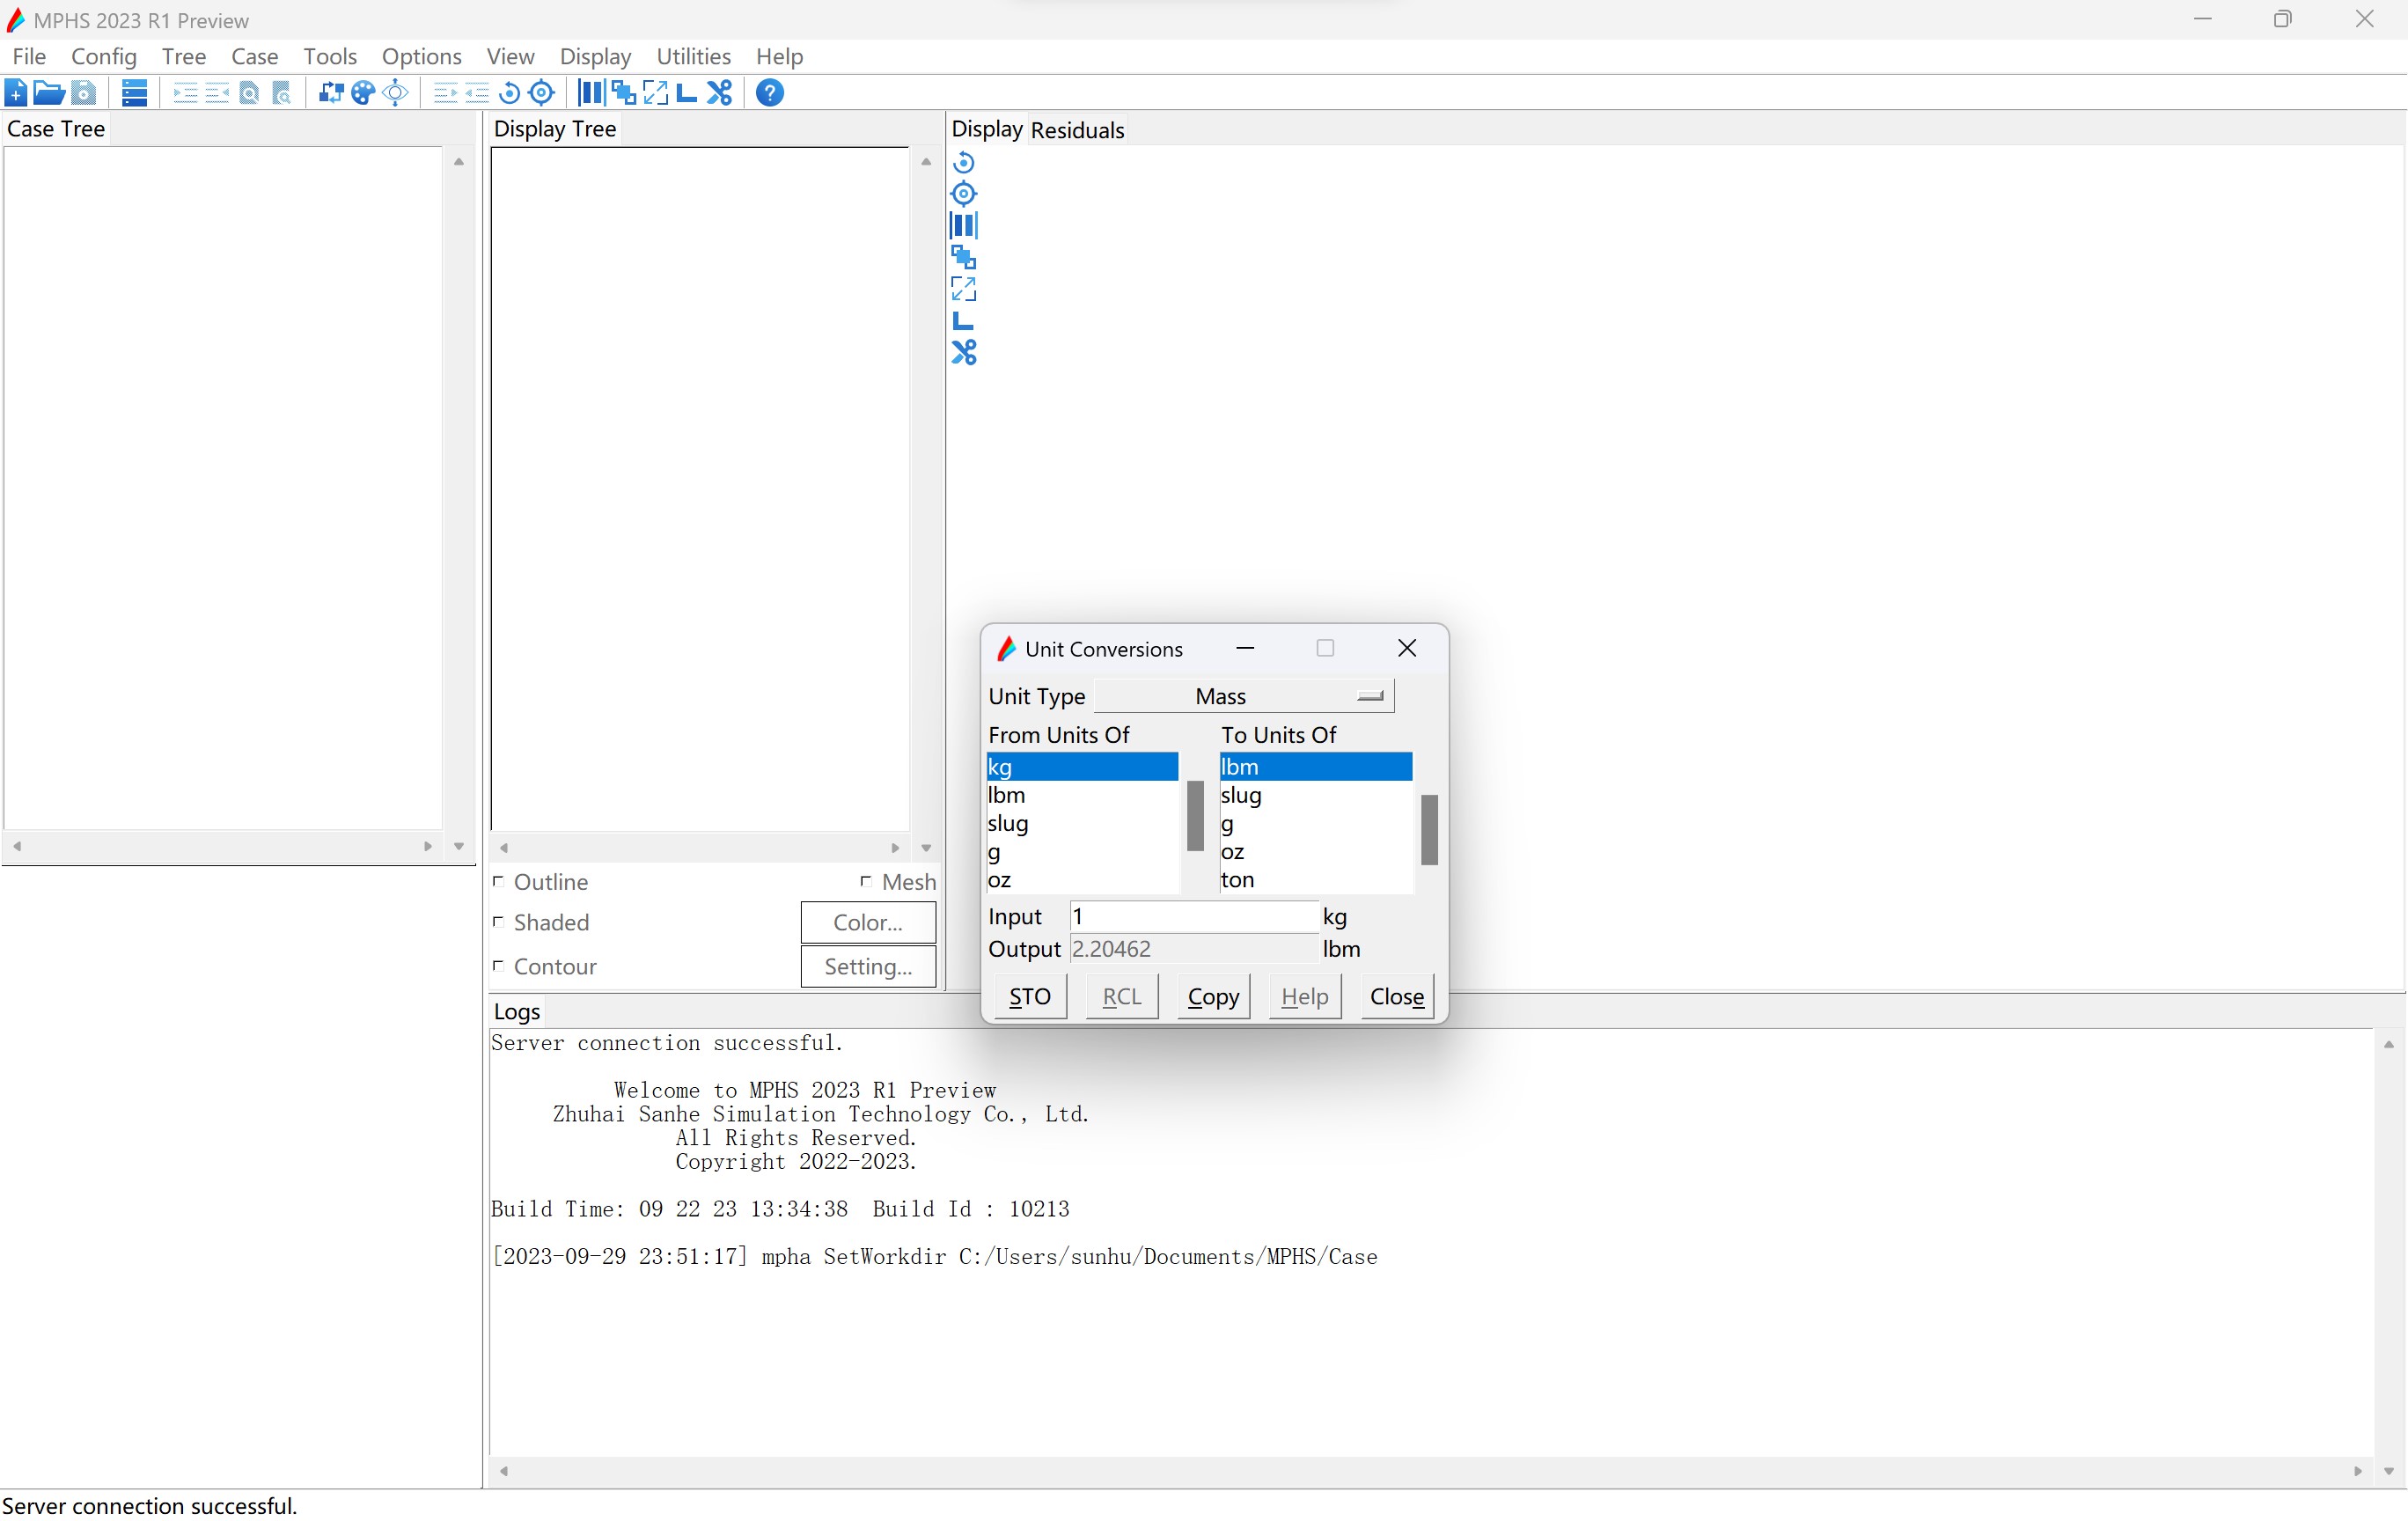 MPHS 2023 R1 Preview
File Config Tree Case Tools Options View Display Utilities Help
Case Tree
Display Tree
Display Residuals
Outline
Mesh
Shaded
Color...
Contour
Setting...
Unit Conversions
Unit Type Mass
From Units Of
kg
lbm
slug
g
oz
To Units Of
lbm
slug
g
oz
ton
Input 1 kg
Output 2.20462 lbm
STO RCL Copy Help Close
Logs
Server connection successful.
Welcome to MPHS 2023 R1 Preview
Zhuhai Sanhe Simulation Technology Co., Ltd.
All Rights Reserved.
Copyright 2022-2023.
Build Time: 09 22 23 13:34:38 Build Id : 10213
[2023-09-29 23:51:17] mpha SetWorkdir C:/Users/sunhu/Documents/MPHS/Case
Server connection successful.